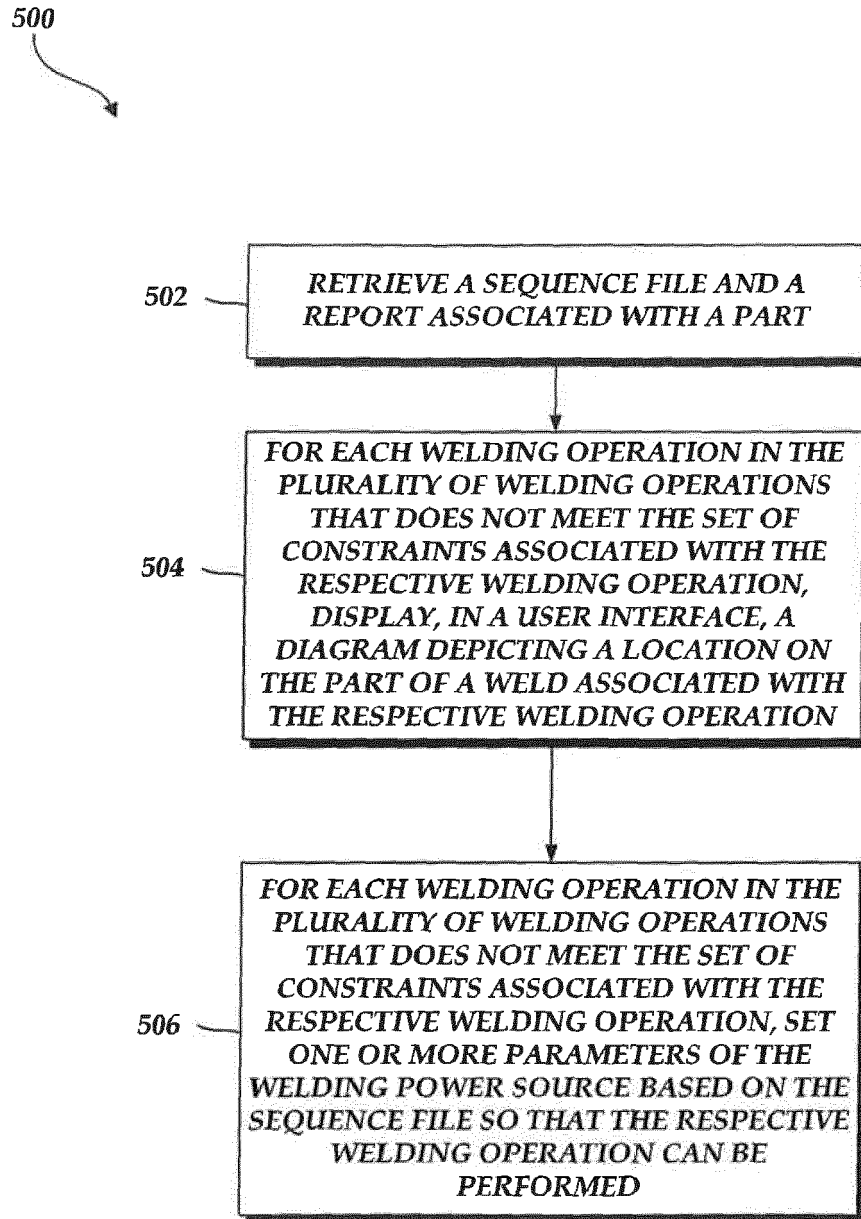 500
502
RETRIEVE A SEQUENCE FILE AND A
REPORT ASSOCIATED WITH A PART
504
FOR EACH WELDING OPERATION IN THE
PLURALITY OF WELDING OPERATIONS
THAT DOES NOT MEET THE SET OF
CONSTRAINTS ASSOCIATED WITH THE
RESPECTIVE WELDING OPERATION,
DISPLAY, IN A USER INTERFACE, A
DIAGRAM DEPICTING A LOCATION ON
THE PART OF A WELD ASSOCIATED WITH
THE RESPECTIVE WELDING OPERATION
506
FOR EACH WELDING OPERATION IN THE
PLURALITY OF WELDING OPERATIONS
THAT DOES NOT MEET THE SET OF
CONSTRAINTS ASSOCIATED WITH THE
RESPECTIVE WELDING OPERATION, SET
ONE OR MORE PARAMETERS OF THE
WELDING POWER SOURCE BASED ON THE
SEQUENCE FILE SO THAT THE RESPECTIVE
WELDING OPERATION CAN BE
PERFORMED